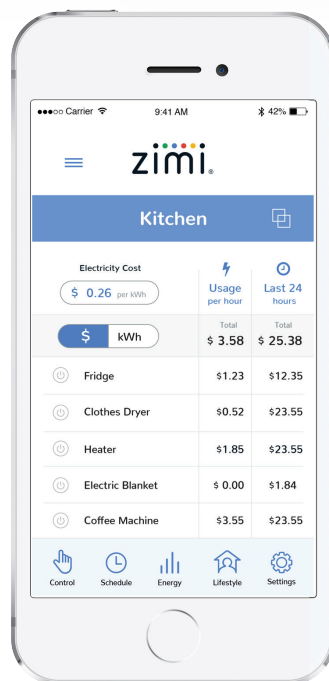 Carrier 9:41 AM 42%
zimi®
Kitchen
Electricity Cost
$ 0.26 per kWh
Usage per hour
Last 24 hours
$ kWh
Total $ 3.58
Total $ 25.38
Fridge $1.23 $12.35
Clothes Dryer $0.52 $23.55
Heater $1.85 $23.55
Electric Blanket $ 0.00 $1.84
Coffee Machine $3.55 $23.55
Control Schedule Energy Lifestyle Settings